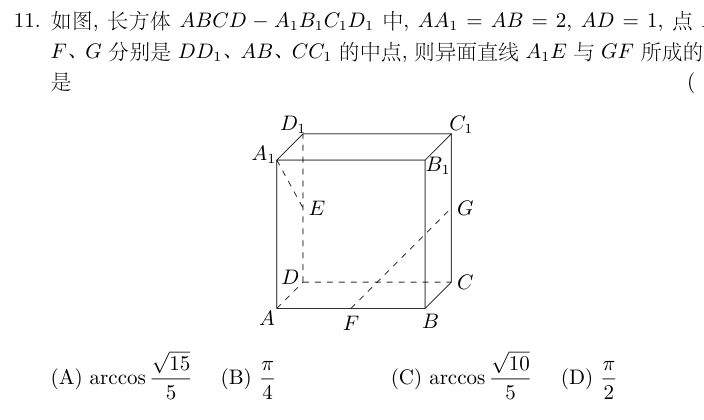 11. 如图, 长方体 ABCD − A₁B₁C₁D₁ 中, AA₁ = AB = 2, AD = 1, 点
F、G 分别是 DD₁、AB、CC₁ 的中点, 则异面直线 A₁E 与 GF 所成的
是 (
D₁ C₁
A₁ B₁
E G
D C
A F B
(A) arccos √15/5 (B) π/4 (C) arccos √10/5 (D) π/2